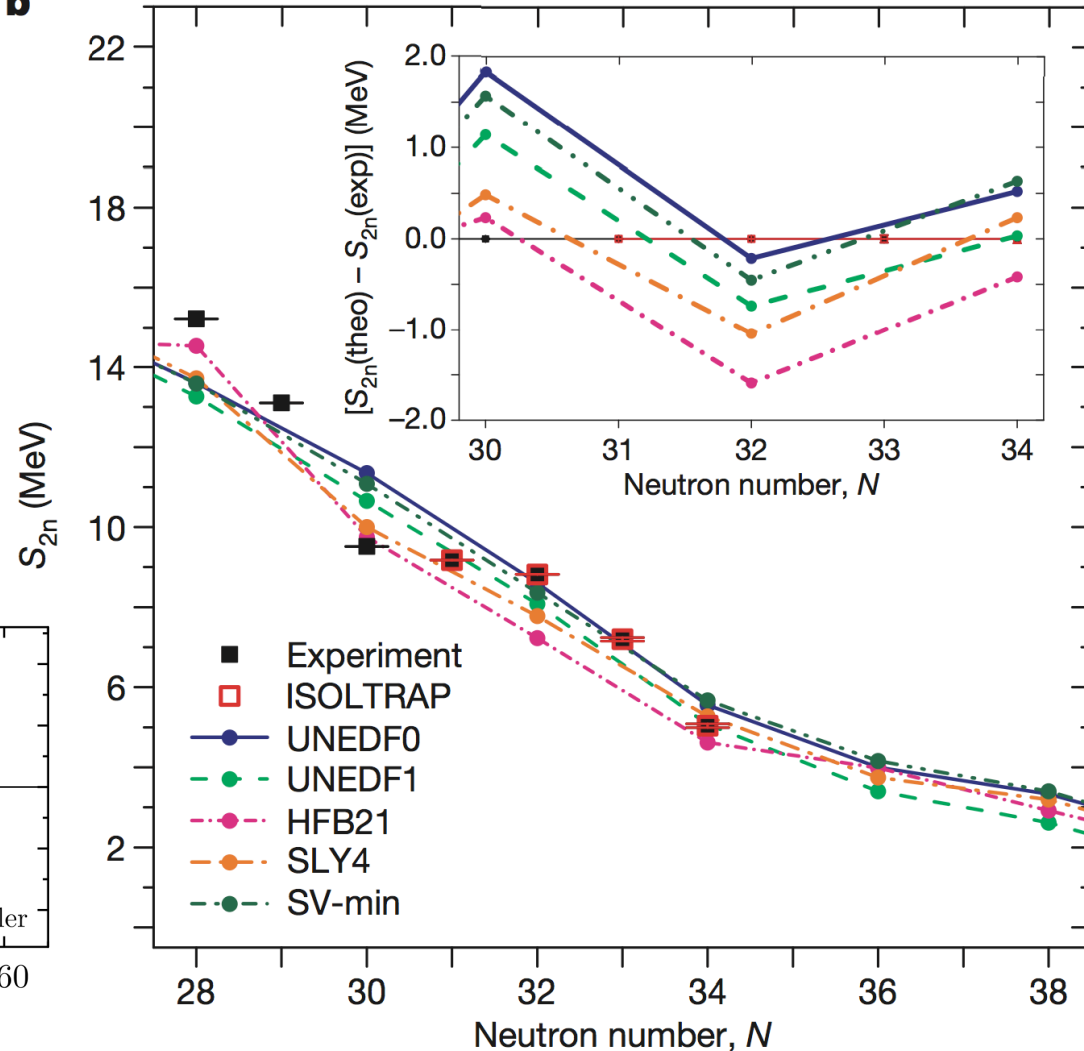 b
22
18
14
10
6
2
S2n (MeV)
2.0
1.0
0.0
–1.0
–2.0
[S2n(theo) – S2n(exp)] (MeV)
30 31 32 33 34
Neutron number, N
Experiment
ISOLTRAP
UNEDF0
UNEDF1
HFB21
SLY4
SV-min
28 30 32 34 36 38
Neutron number, N
ler
60